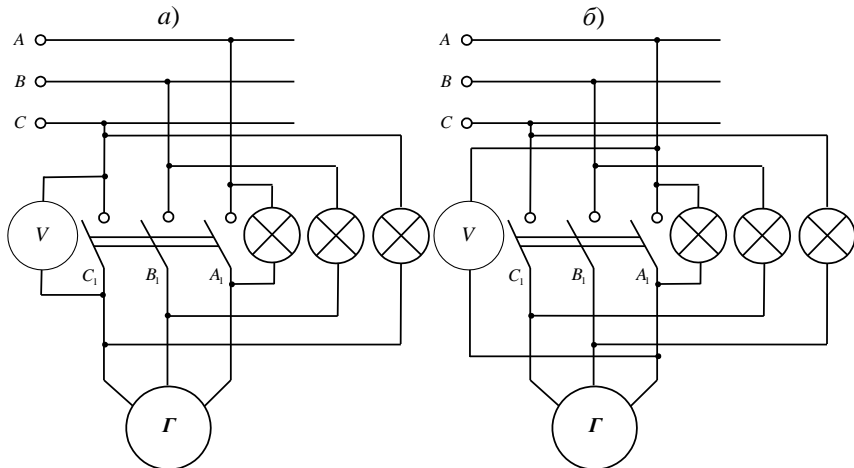 а) б)
A A
B B
C C
V V
C₁ B₁ A₁ C₁ B₁ A₁
Г Г